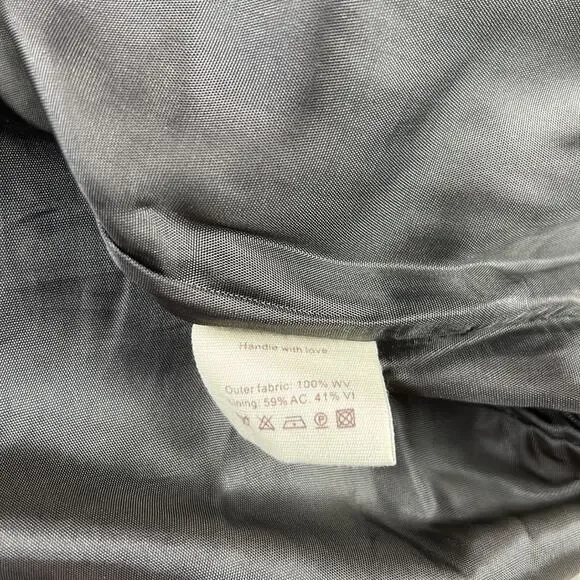 Handle with love
Outer fabric: 100% WV
Lining: 59% AC. 41% VI